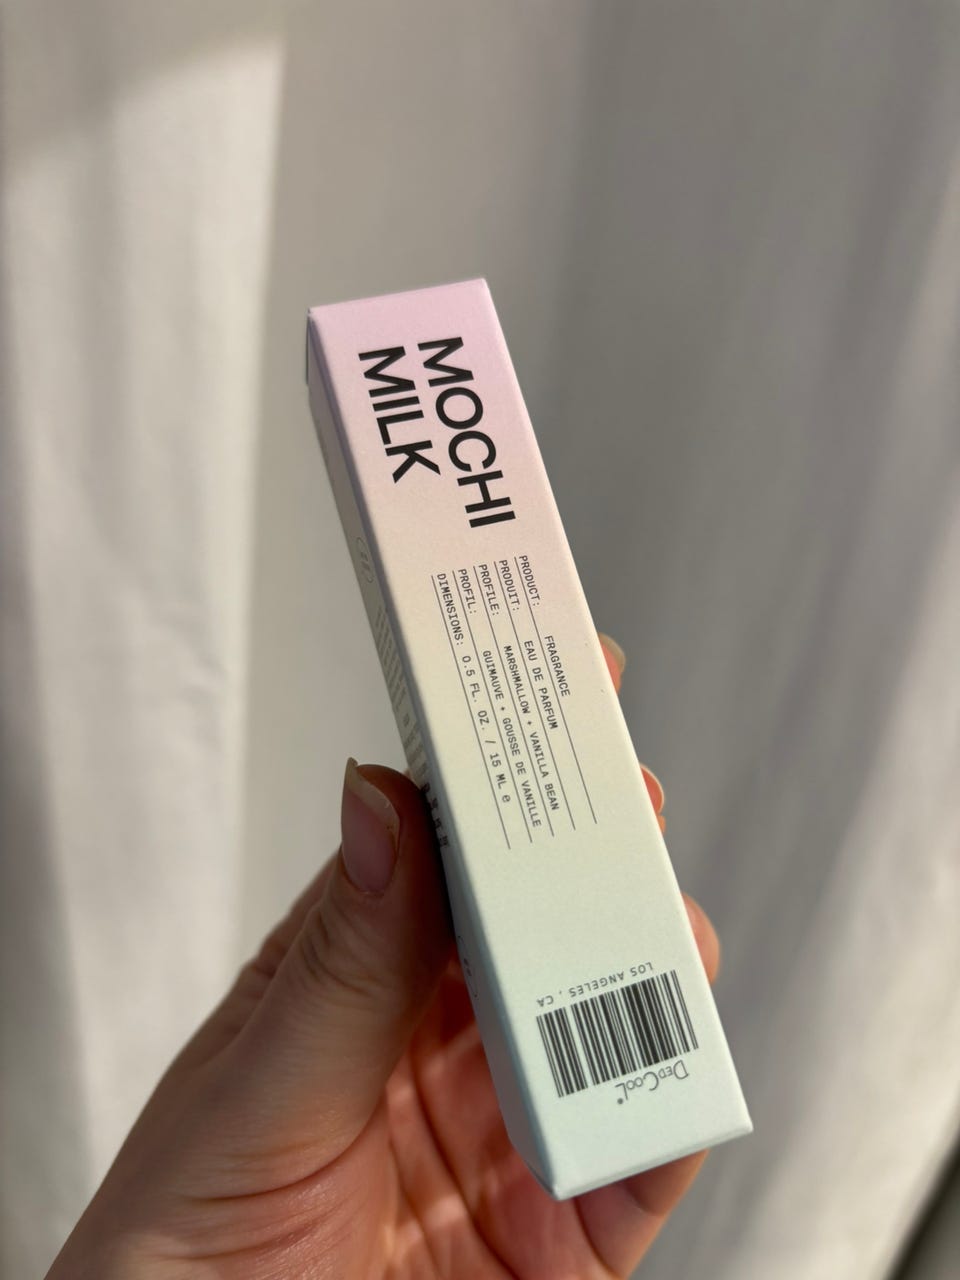 MOCHI
MILK
PRODUCT: FRAGRANCE
PRODUIT: EAU DE PARFUM
PROFILE: MARSHMALLOW + VANILLA BEAN
PROFIL: GUIMAUVE + GOUSSE DE VANILLE
DIMENSIONS: 0.5 FL. OZ. / 15 ML e
LOS ANGELES, CA
DEDCOOL®